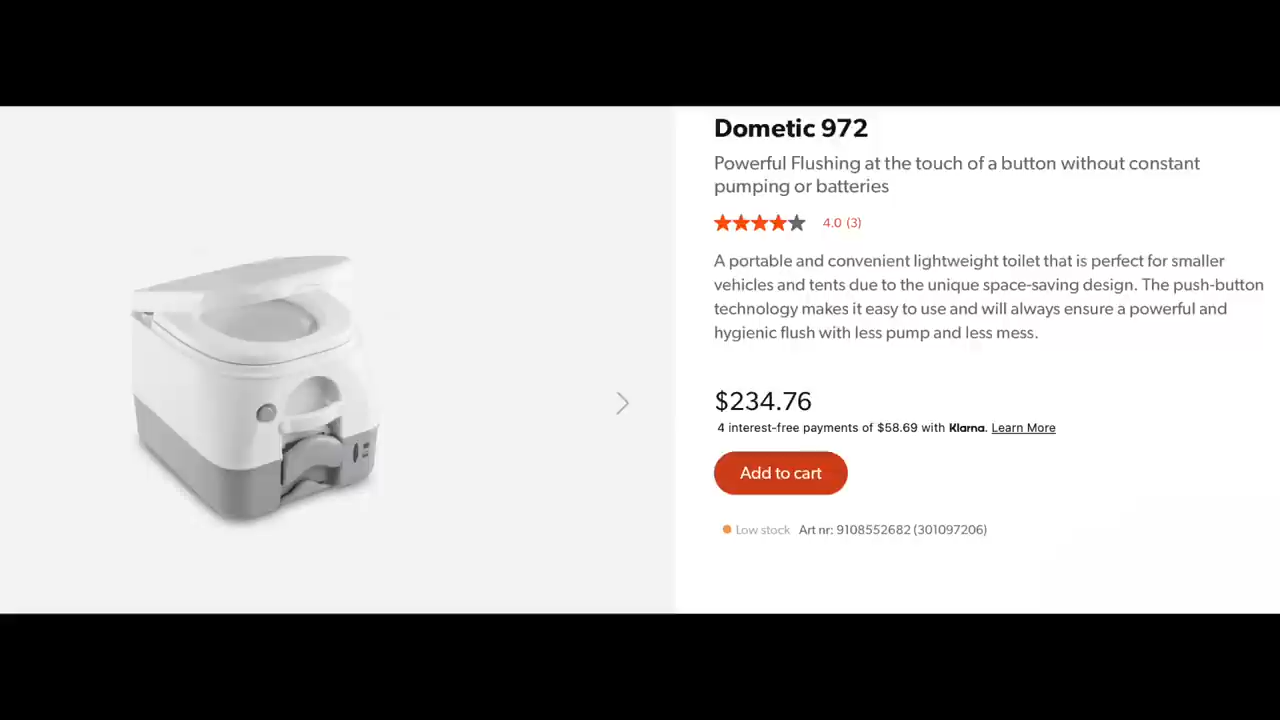 Dometic 972
Powerful Flushing at the touch of a button without constant
pumping or batteries
4.0 (3)
A portable and convenient lightweight toilet that is perfect for smaller
vehicles and tents due to the unique space-saving design. The push-button
technology makes it easy to use and will always ensure a powerful and
hygienic flush with less pump and less mess.
$234.76
4 interest-free payments of $58.69 with Klarna. Learn More
Add to cart
Low stock Art nr: 9108552682 (301097206)